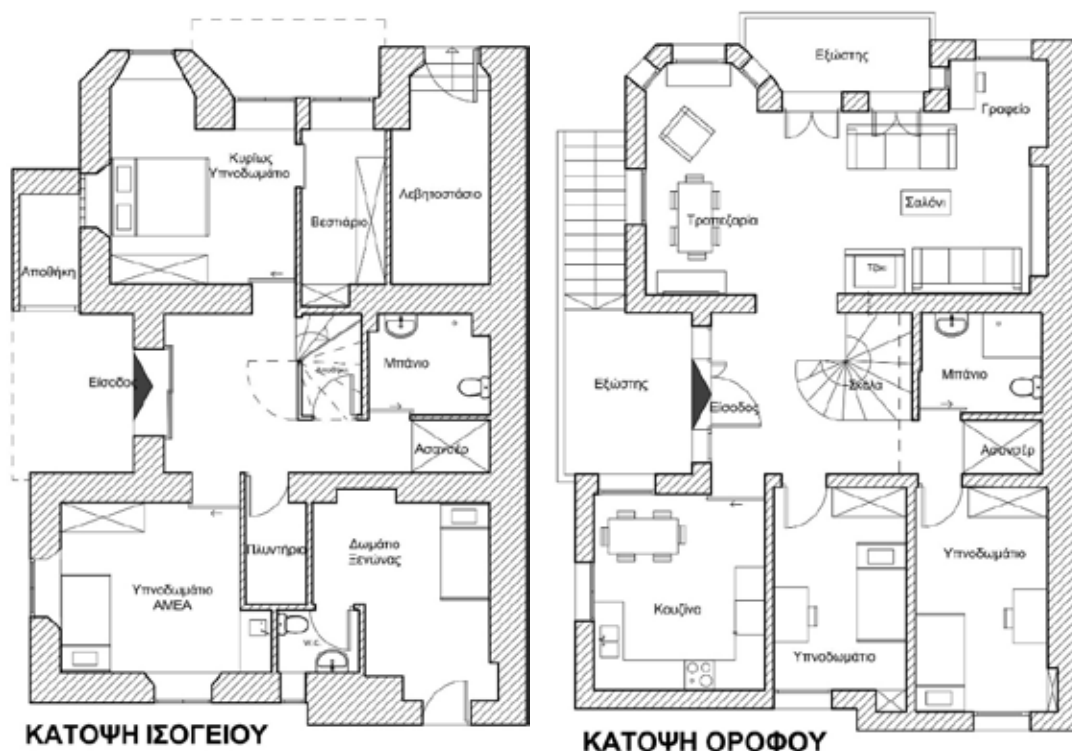 Κυρίως
Υπνοδωμάτιο
Βεστιάριο
Λεβητοστάσιο
Αποθήκη
Είσοδος
Μπάνιο
Ασανσέρ
Υπνοδωμάτιο
ΑΜΕΑ
Πλυντήριο
Δωμάτιο
Ξενώνας
w.c.
ΚΑΤΟΨΗ ΙΣΟΓΕΙΟΥ
Εξώστης
Γραφείο
Σαλόνι
Τραπεζαρία
Τζακι
Εξώστης
Είσοδος
Σκάλα
Μπάνιο
Ασανσέρ
Κουζίνα
Υπνοδωμάτιο
Υπνοδωμάτιο
ΚΑΤΟΨΗ ΟΡΟΦΟΥ